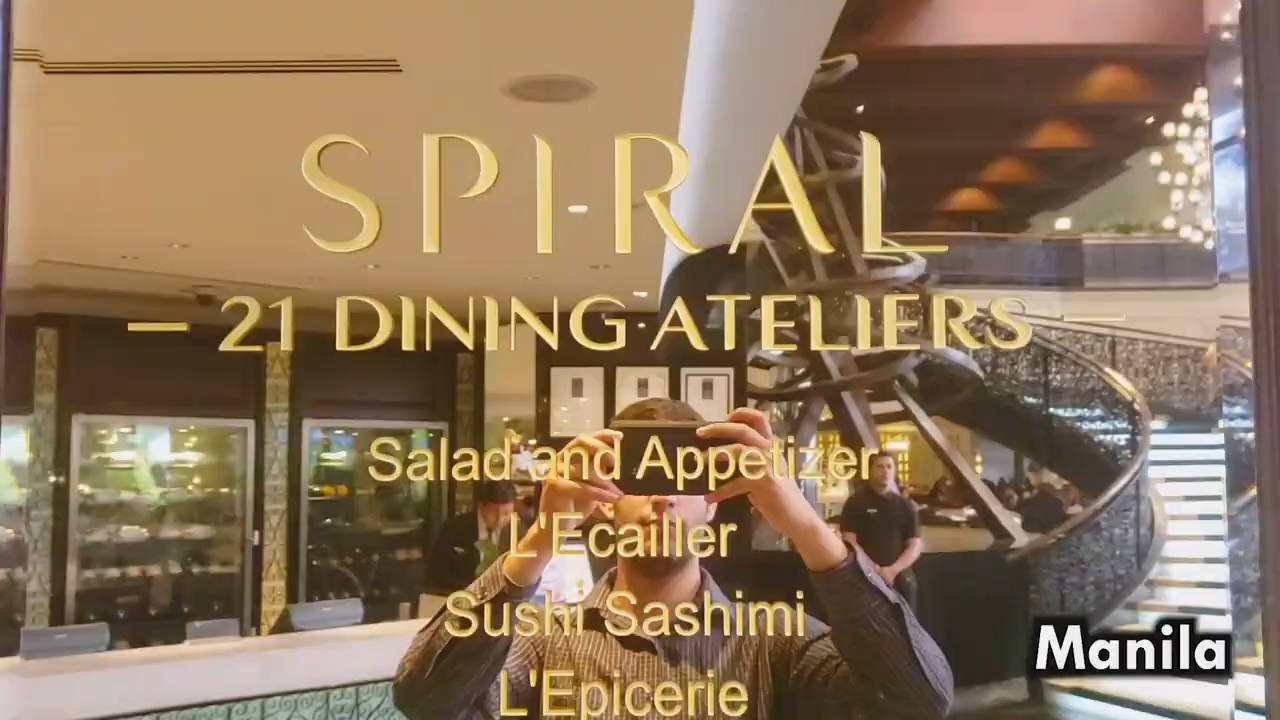 SPIRAL
— 21 DINING ATELIERS —
Salad and Appetizer
L'Ecailler
Sushi Sashimi
L'Epicerie
Manila